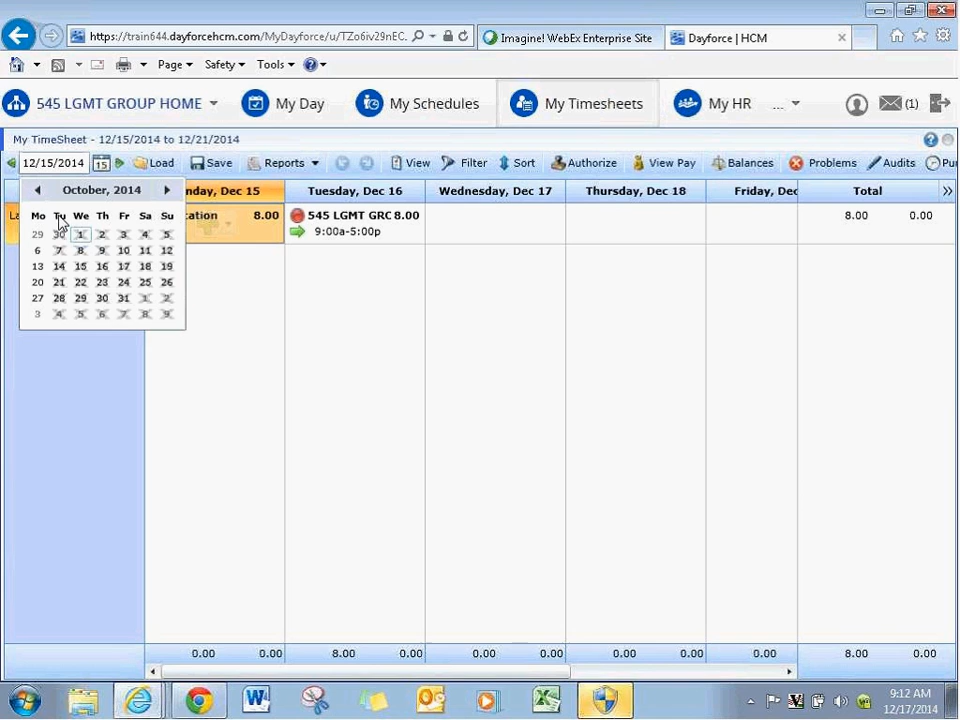 https://train644.dayforcehcm.com/MyDayforce/u/TZo6iv29nEC.
Imagine! WebEx Enterprise Site
Dayforce | HCM
Page Safety Tools
545 LGMT GROUP HOME My Day My Schedules My Timesheets My HR ... (1)
My TimeSheet - 12/15/2014 to 12/21/2014
12/15/2014 15 Load Save Reports View Filter Sort Authorize View Pay Balances Problems Audits Pu
October, 2014 nday, Dec 15 Tuesday, Dec 16 Wednesday, Dec 17 Thursday, Dec 18 Friday, Dec Total
La cation 8.00 545 LGMT GRC 8.00 8.00 0.00
9:00a-5:00p
Mo Tu We Th Fr Sa Su
29 30 1 2 3 4 5
6 7 8 9 10 11 12
13 14 15 16 17 18 19
20 21 22 23 24 25 26
27 28 29 30 31 1 2
3 4 5 6 7 8 9
0.00 0.00 8.00 0.00 0.00 0.00 0.00 0.00 0.00 8.00 0.00
9:12 AM
12/17/2014